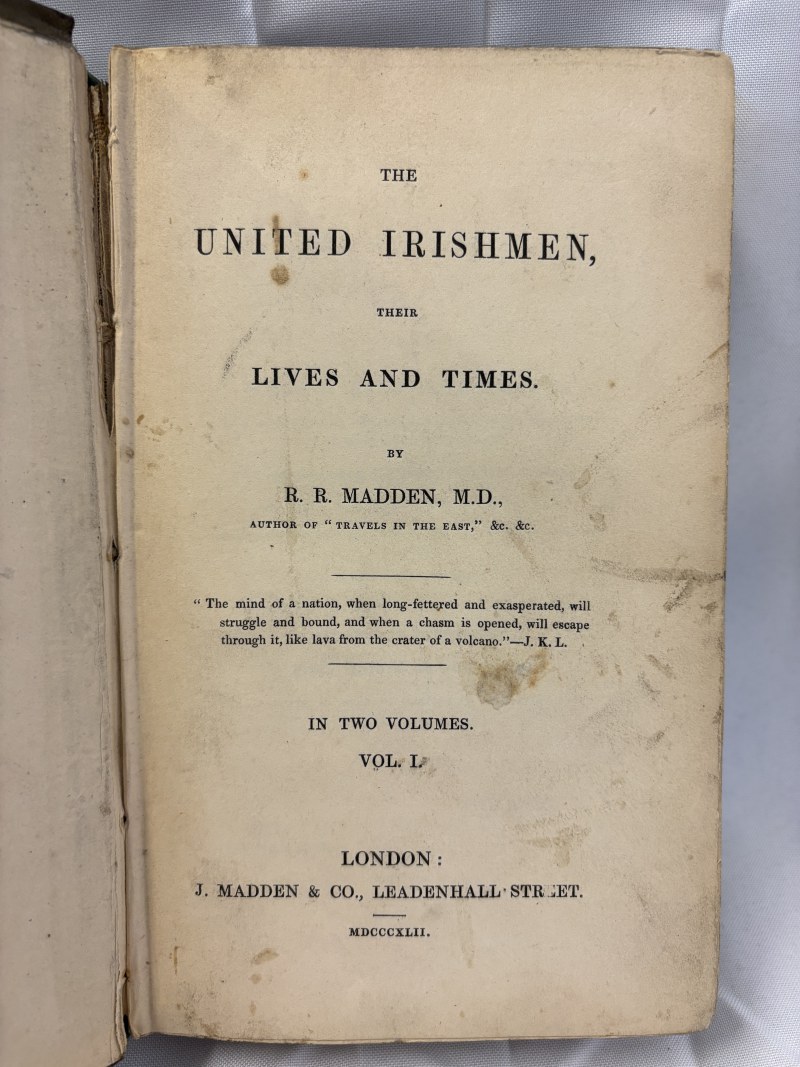 THE
UNITED IRISHMEN,
THEIR
LIVES AND TIMES.
BY
R. R. MADDEN, M.D.,
AUTHOR OF "TRAVELS IN THE EAST," &c. &c.
"The mind of a nation, when long-fettered and exasperated, will
struggle and bound, and when a chasm is opened, will escape
through it, like lava from the crater of a volcano."—J. K. L.
IN TWO VOLUMES.
VOL. I.
LONDON:
J. MADDEN & CO., LEADENHALL STREET.
MDCCCXLII.